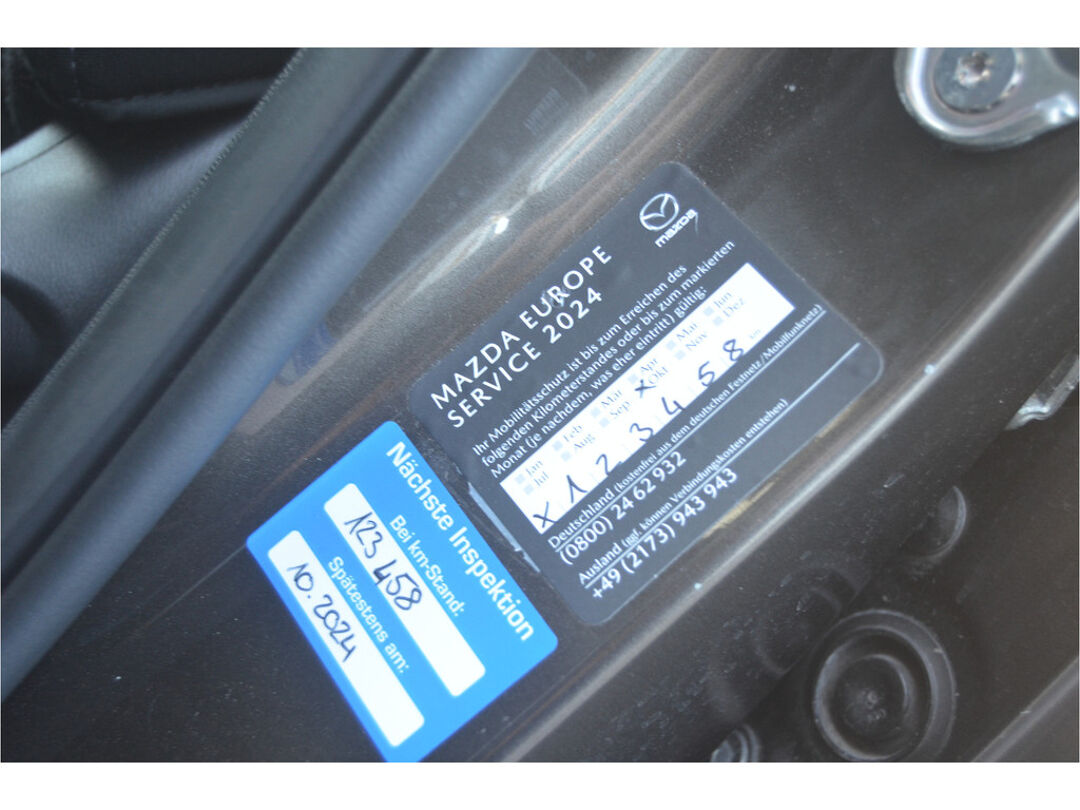 mazda
MAZDA EUROPE
SERVICE 2024
Ihr Mobilitätsschutz ist bis zum Erreichen des
folgenden Kilometerstandes oder bis zum markierten
Monat (je nachdem, was eher eintritt) gültig:
Jan Feb Mar Apr Mai Jun
Jul Aug Sep X Okt Nov Dez
X 1 2 3 4 5 8 km
Deutschland (kostenfrei aus dem deutschen Festnetz/Mobilfunknetz)
(0800) 24 62 932
Ausland (ggf. können Verbindungskosten entstehen)
+49 (2173) 943 943
Nächste Inspektion
Bei km-Stand:
123 458
Spätestens am:
10.2024